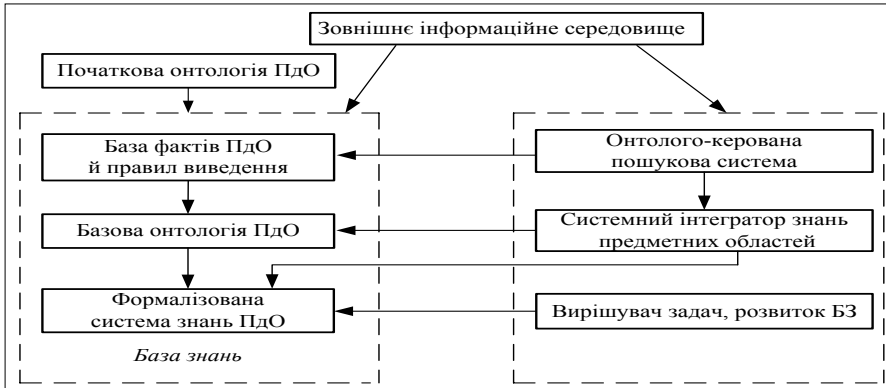 Зовнішнє інформаційне середовище
Початкова онтологія ПдО
База фактів ПдО
й правил виведення
Онтолого-керована
пошукова система
Базова онтологія ПдО
Системний інтегратор знань
предметних областей
Формалізована
система знань ПдО
Вирішувач задач, розвиток БЗ
База знань